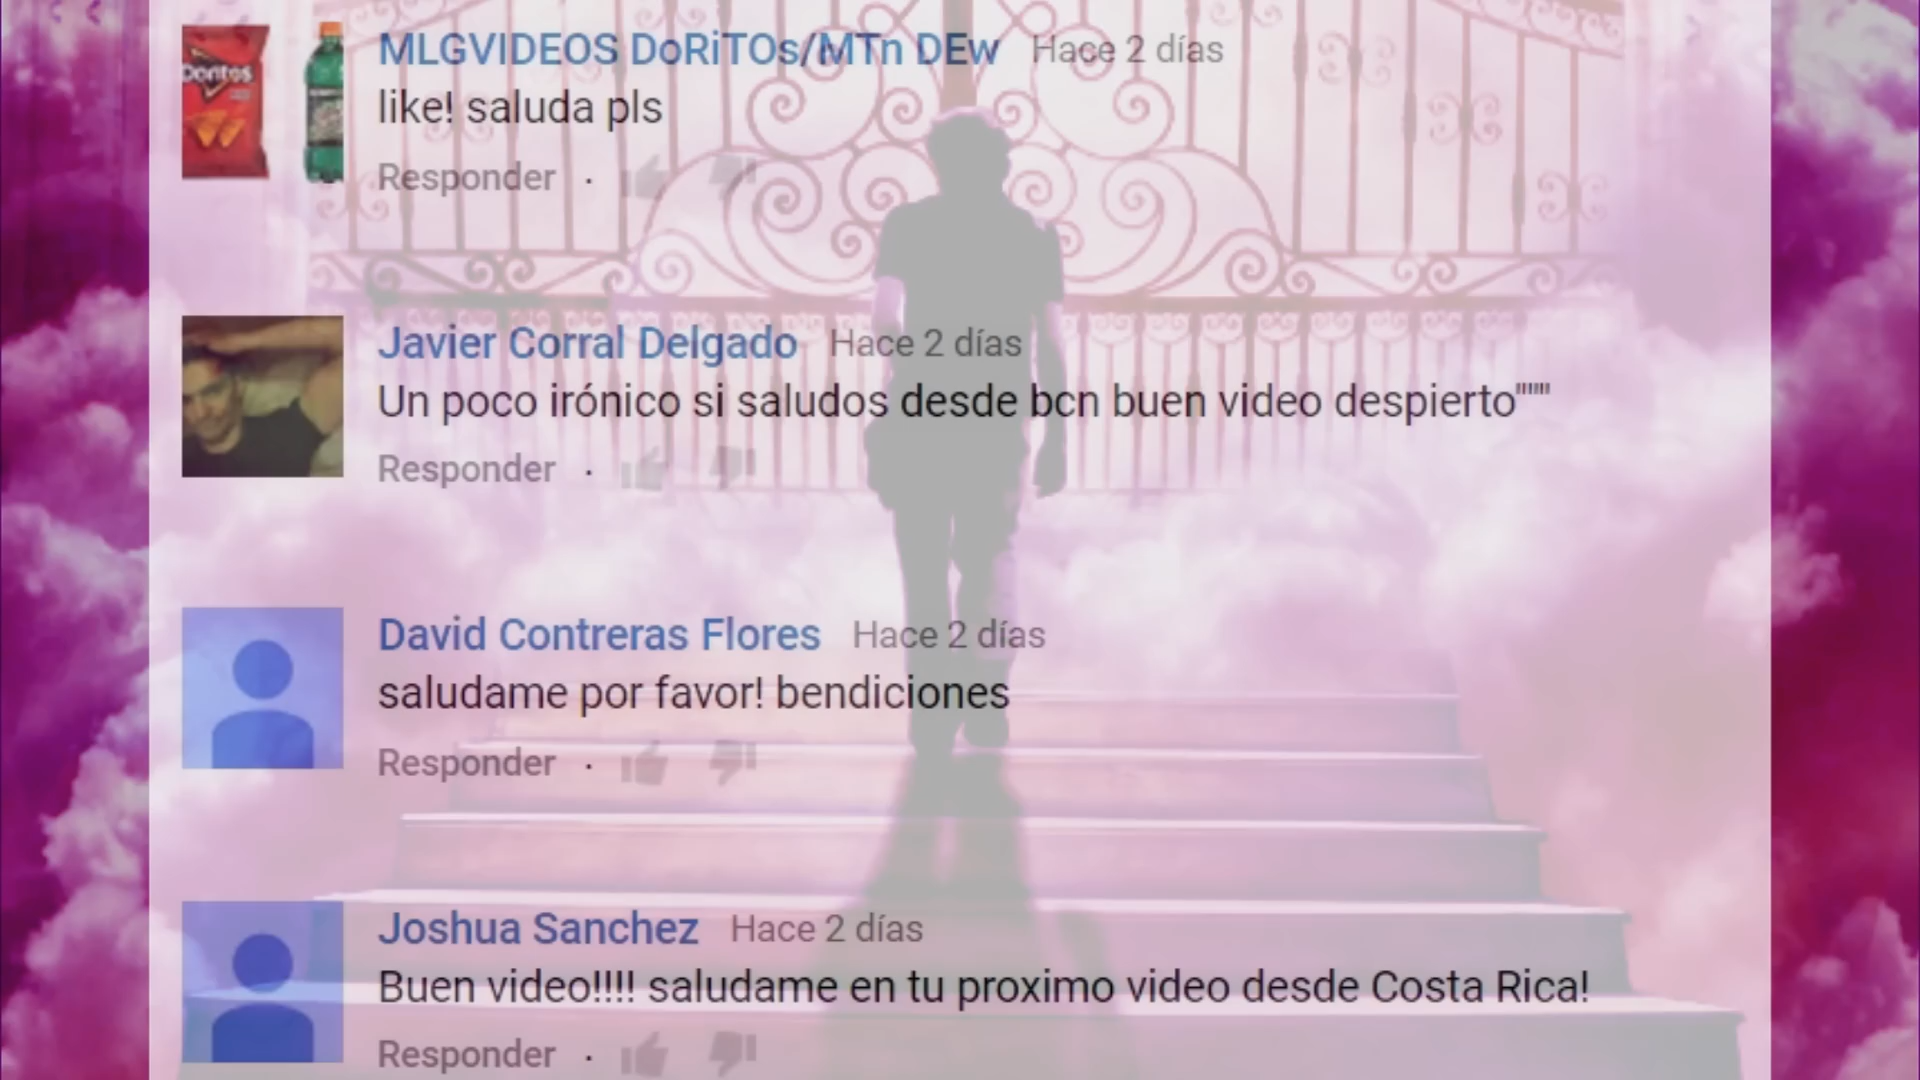 Doritos
MLGVIDEOS DoRiTOs/MTn DEw Hace 2 días
like! saluda pls
Responder ·
Javier Corral Delgado Hace 2 días
Un poco irónico si saludos desde bcn buen video despierto"""
Responder ·
David Contreras Flores Hace 2 días
saludame por favor! bendiciones
Responder ·
Joshua Sanchez Hace 2 días
Buen video!!!! saludame en tu proximo video desde Costa Rica!
Responder ·